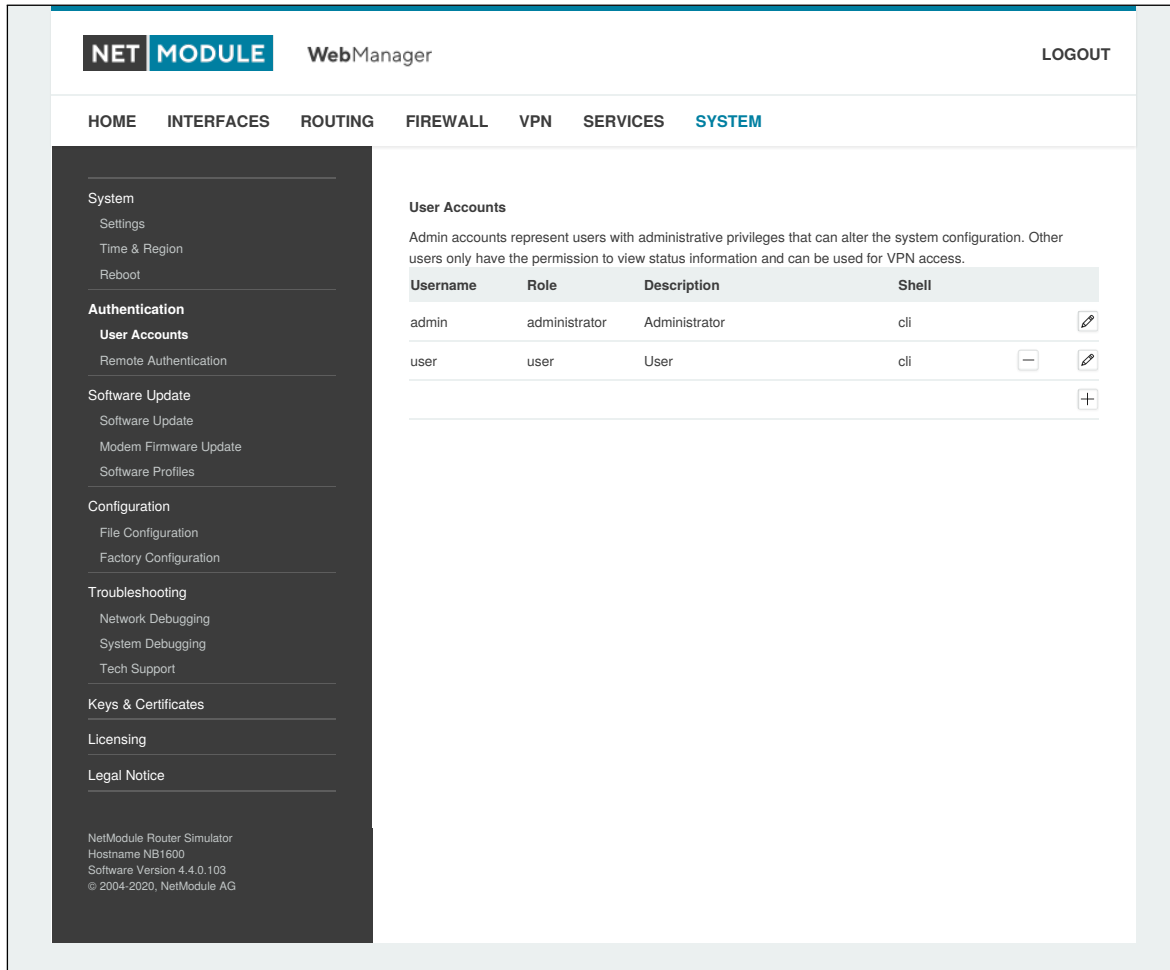 NET MODULE WebManager LOGOUT
HOME INTERFACES ROUTING FIREWALL VPN SERVICES SYSTEM
System
Settings
Time & Region
Reboot
Authentication
User Accounts
Remote Authentication
Software Update
Software Update
Modem Firmware Update
Software Profiles
Configuration
File Configuration
Factory Configuration
Troubleshooting
Network Debugging
System Debugging
Tech Support
Keys & Certificates
Licensing
Legal Notice
NetModule Router Simulator
Hostname NB1600
Software Version 4.4.0.103
© 2004-2020, NetModule AG
User Accounts
Admin accounts represent users with administrative privileges that can alter the system configuration. Other
users only have the permission to view status information and can be used for VPN access.
Username Role Description Shell
admin administrator Administrator cli
user user User cli